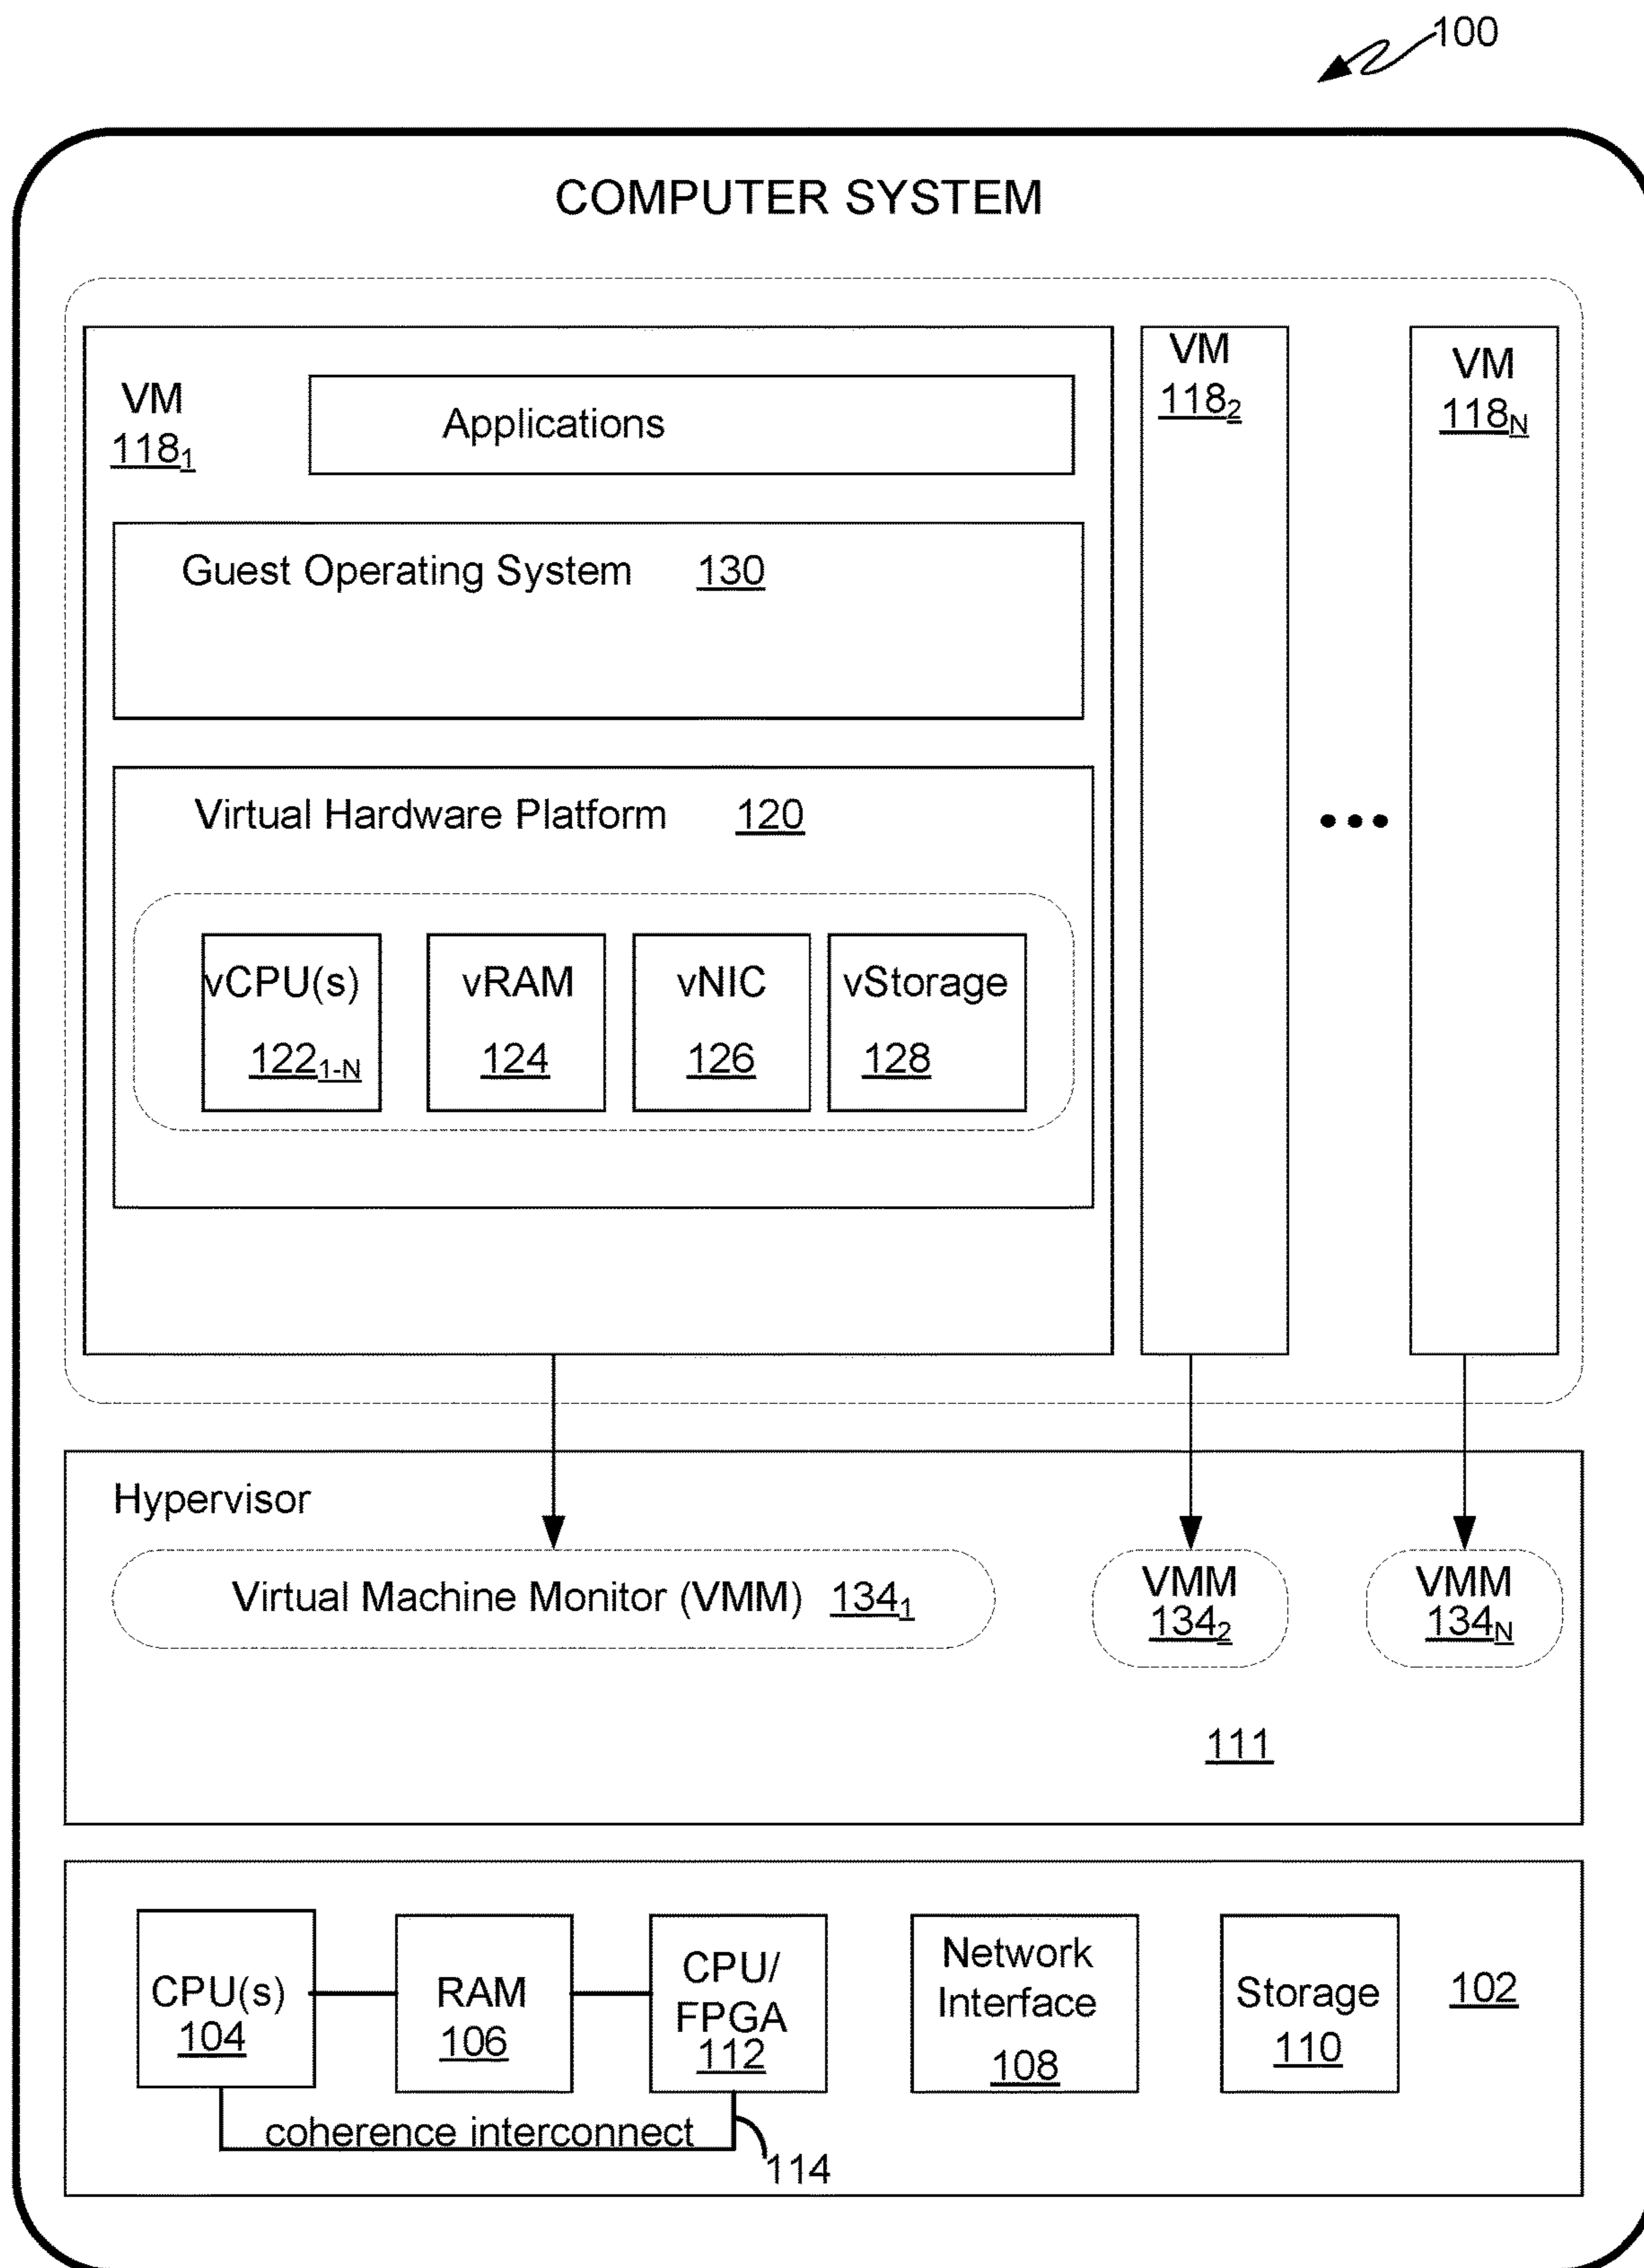 100
COMPUTER SYSTEM
VM
118₁
Applications
VM
118₂
VM
118N
Guest Operating System 130
Virtual Hardware Platform 120
•••
vCPU(s)
122₁-N
vRAM
124
vNIC
126
vStorage
128
Hypervisor
Virtual Machine Monitor (VMM) 134₁
VMM
134₂
VMM
134N
111
CPU(s)
104
RAM
106
CPU/
FPGA
112
Network
Interface
108
Storage
110
102
coherence interconnect
114